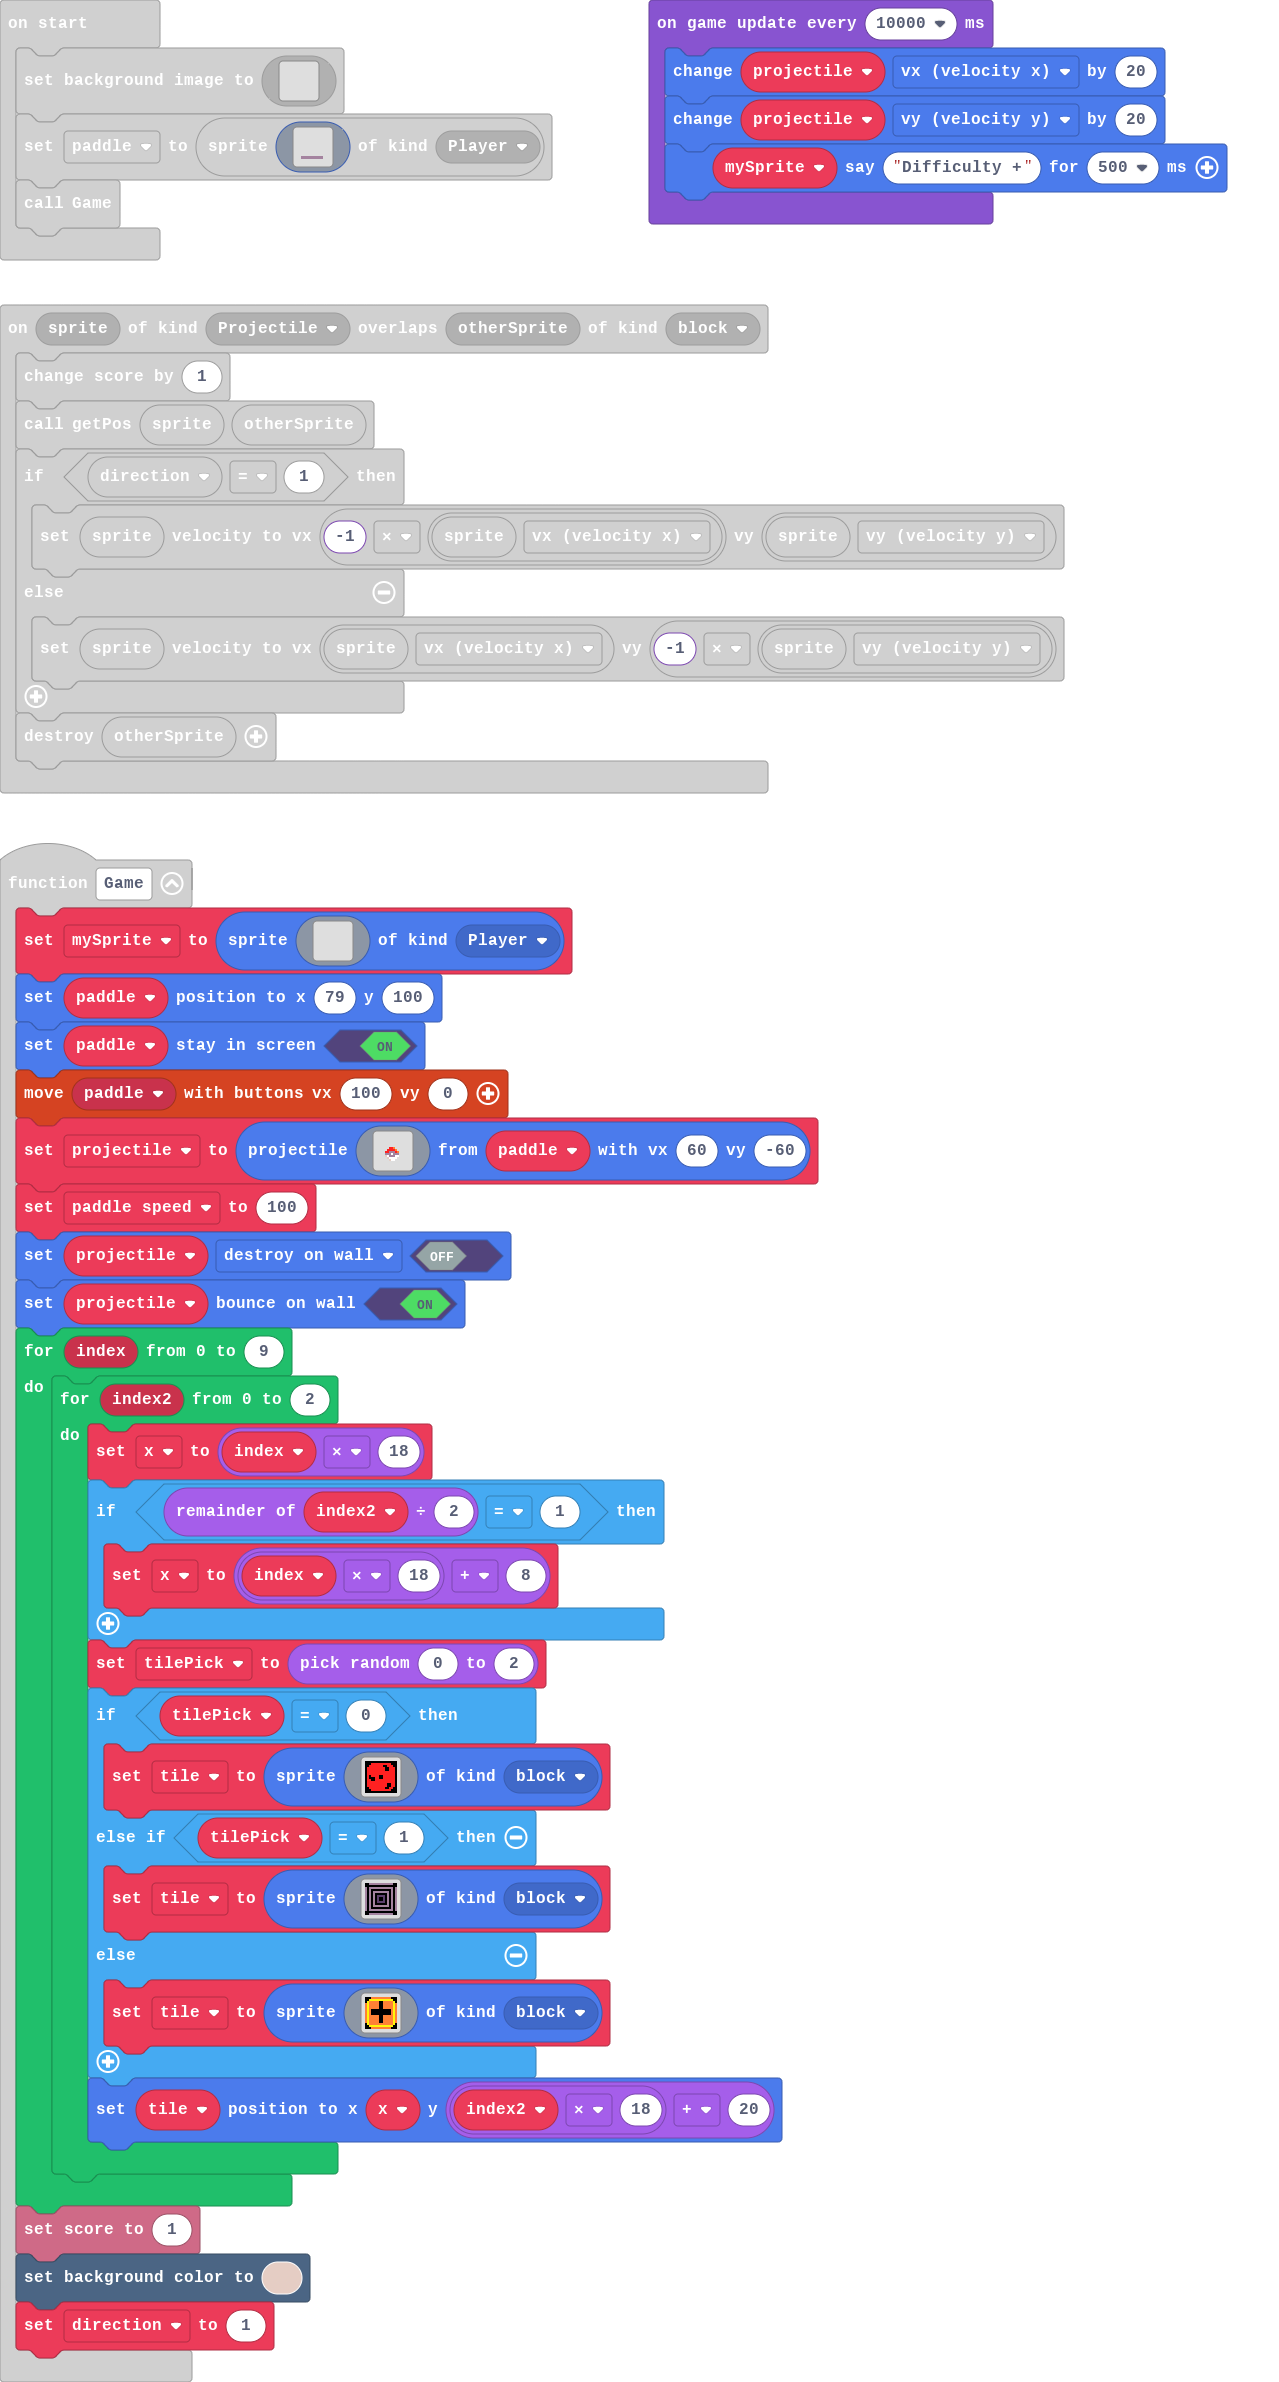 on start
set background image to
set paddle to sprite of kind Player
call Game
on game update every 10000 ms
change projectile vx (velocity x) by 20
change projectile vy (velocity y) by 20
mySprite say "Difficulty +" for 500 ms
on sprite of kind Projectile overlaps otherSprite of kind block
change score by 1
call getPos sprite otherSprite
if direction = 1 then
set sprite velocity to vx -1 × sprite vx (velocity x) vy sprite vy (velocity y)
else
set sprite velocity to vx sprite vx (velocity x) vy -1 × sprite vy (velocity y)
destroy otherSprite
function Game
set mySprite to sprite of kind Player
set paddle position to x 79 y 100
set paddle stay in screen ON
move paddle with buttons vx 100 vy 0
set projectile to projectile from paddle with vx 60 vy -60
set paddle speed to 100
set projectile destroy on wall OFF
set projectile bounce on wall ON
for index from 0 to 9
do for index2 from 0 to 2
do set x to index × 18
if remainder of index2 ÷ 2 = 1 then
set x to index × 18 + 8
set tilePick to pick random 0 to 2
if tilePick = 0 then
set tile to sprite of kind block
else if tilePick = 1 then
set tile to sprite of kind block
else
set tile to sprite of kind block
set tile position to x x y index2 × 18 + 20
set score to 1
set background color to
set direction to 1